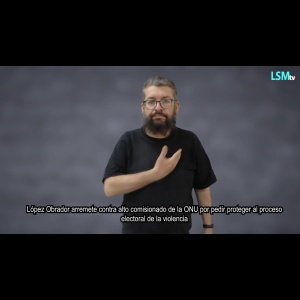 LSMtv
López Obrador arremete contra alto comisionado de la ONU por pedir proteger al proceso
electoral de la violencia